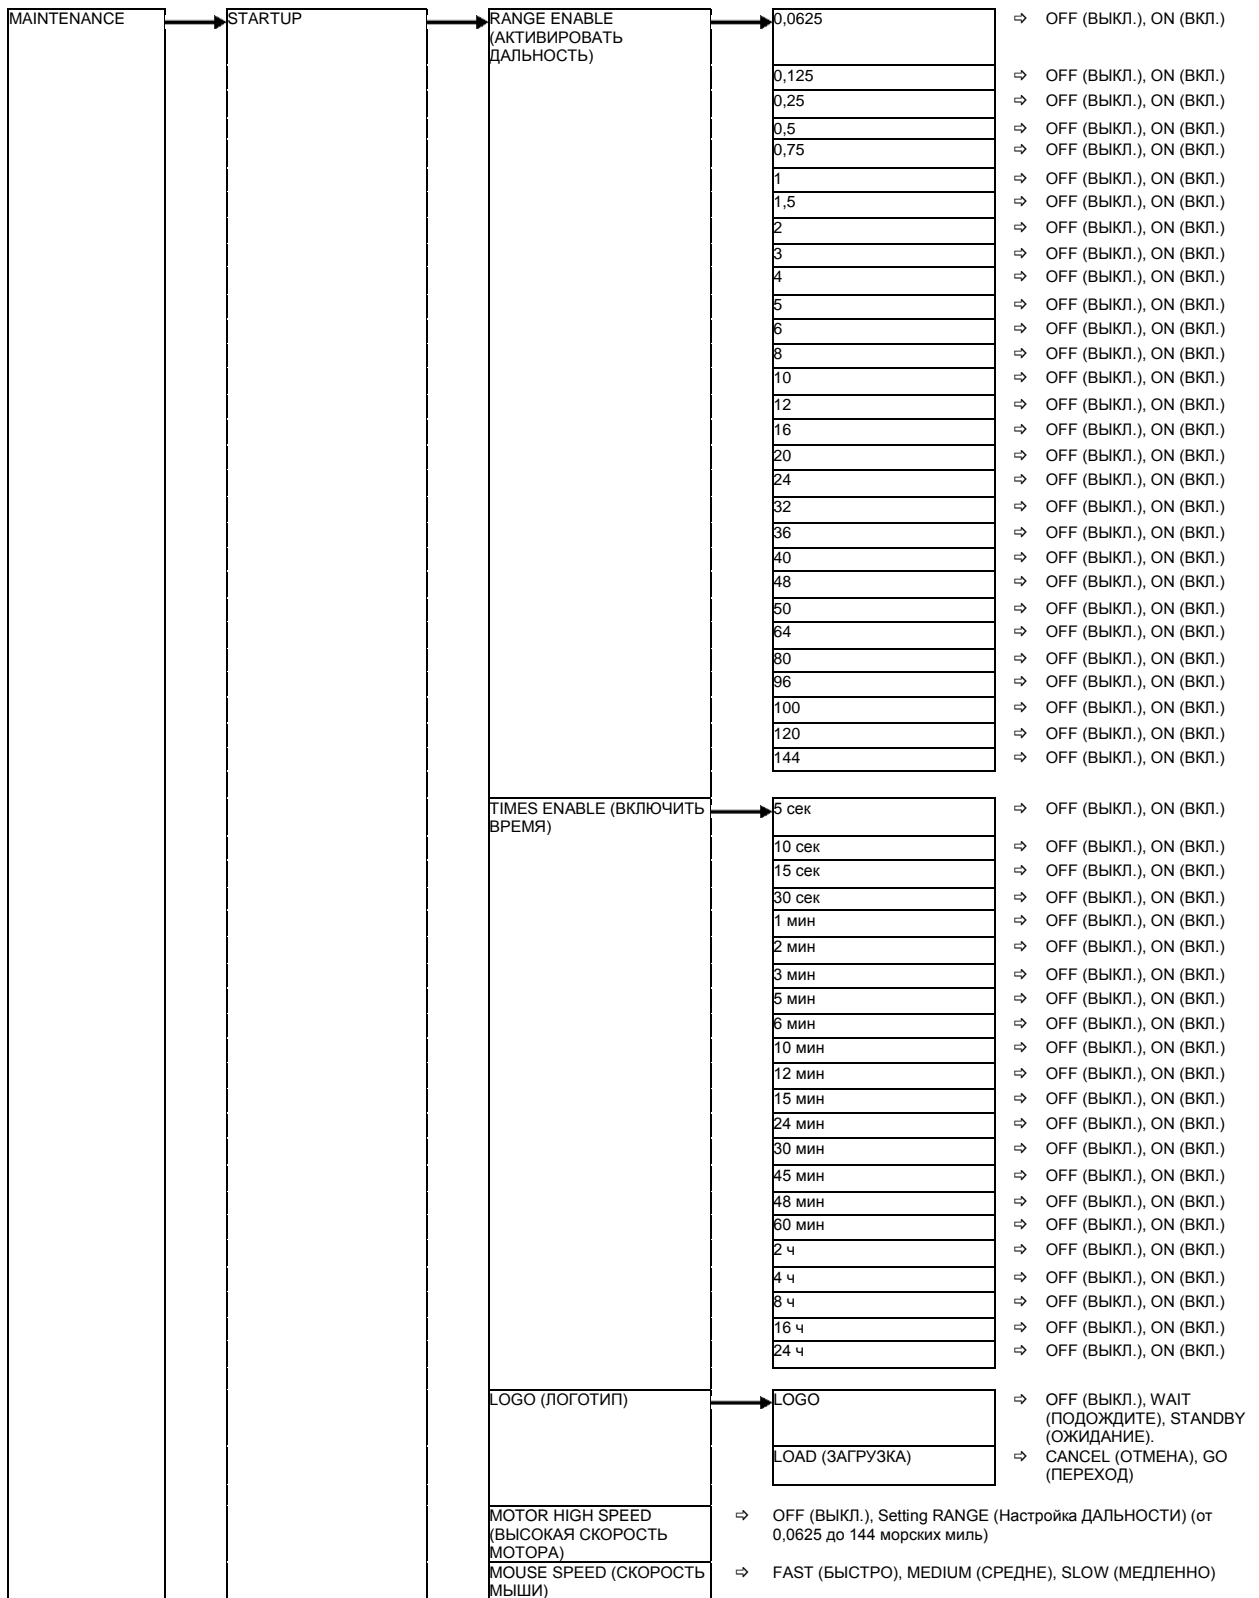 MAINTENANCE STARTUP RANGE ENABLE 0,0625 ⇨ OFF (ВЫКЛ.), ON (ВКЛ.)
(АКТИВИРОВАТЬ
ДАЛЬНОСТЬ)
0,125 ⇨ OFF (ВЫКЛ.), ON (ВКЛ.)
0,25 ⇨ OFF (ВЫКЛ.), ON (ВКЛ.)
0,5 ⇨ OFF (ВЫКЛ.), ON (ВКЛ.)
0,75 ⇨ OFF (ВЫКЛ.), ON (ВКЛ.)
1 ⇨ OFF (ВЫКЛ.), ON (ВКЛ.)
1,5 ⇨ OFF (ВЫКЛ.), ON (ВКЛ.)
2 ⇨ OFF (ВЫКЛ.), ON (ВКЛ.)
3 ⇨ OFF (ВЫКЛ.), ON (ВКЛ.)
4 ⇨ OFF (ВЫКЛ.), ON (ВКЛ.)
5 ⇨ OFF (ВЫКЛ.), ON (ВКЛ.)
6 ⇨ OFF (ВЫКЛ.), ON (ВКЛ.)
8 ⇨ OFF (ВЫКЛ.), ON (ВКЛ.)
10 ⇨ OFF (ВЫКЛ.), ON (ВКЛ.)
12 ⇨ OFF (ВЫКЛ.), ON (ВКЛ.)
16 ⇨ OFF (ВЫКЛ.), ON (ВКЛ.)
20 ⇨ OFF (ВЫКЛ.), ON (ВКЛ.)
24 ⇨ OFF (ВЫКЛ.), ON (ВКЛ.)
32 ⇨ OFF (ВЫКЛ.), ON (ВКЛ.)
36 ⇨ OFF (ВЫКЛ.), ON (ВКЛ.)
40 ⇨ OFF (ВЫКЛ.), ON (ВКЛ.)
48 ⇨ OFF (ВЫКЛ.), ON (ВКЛ.)
50 ⇨ OFF (ВЫКЛ.), ON (ВКЛ.)
64 ⇨ OFF (ВЫКЛ.), ON (ВКЛ.)
80 ⇨ OFF (ВЫКЛ.), ON (ВКЛ.)
96 ⇨ OFF (ВЫКЛ.), ON (ВКЛ.)
100 ⇨ OFF (ВЫКЛ.), ON (ВКЛ.)
120 ⇨ OFF (ВЫКЛ.), ON (ВКЛ.)
144 ⇨ OFF (ВЫКЛ.), ON (ВКЛ.)
TIMES ENABLE (ВКЛЮЧИТЬ 5 сек ⇨ OFF (ВЫКЛ.), ON (ВКЛ.)
ВРЕМЯ)
10 сек ⇨ OFF (ВЫКЛ.), ON (ВКЛ.)
15 сек ⇨ OFF (ВЫКЛ.), ON (ВКЛ.)
30 сек ⇨ OFF (ВЫКЛ.), ON (ВКЛ.)
1 мин ⇨ OFF (ВЫКЛ.), ON (ВКЛ.)
2 мин ⇨ OFF (ВЫКЛ.), ON (ВКЛ.)
3 мин ⇨ OFF (ВЫКЛ.), ON (ВКЛ.)
5 мин ⇨ OFF (ВЫКЛ.), ON (ВКЛ.)
6 мин ⇨ OFF (ВЫКЛ.), ON (ВКЛ.)
10 мин ⇨ OFF (ВЫКЛ.), ON (ВКЛ.)
12 мин ⇨ OFF (ВЫКЛ.), ON (ВКЛ.)
15 мин ⇨ OFF (ВЫКЛ.), ON (ВКЛ.)
24 мин ⇨ OFF (ВЫКЛ.), ON (ВКЛ.)
30 мин ⇨ OFF (ВЫКЛ.), ON (ВКЛ.)
45 мин ⇨ OFF (ВЫКЛ.), ON (ВКЛ.)
48 мин ⇨ OFF (ВЫКЛ.), ON (ВКЛ.)
60 мин ⇨ OFF (ВЫКЛ.), ON (ВКЛ.)
2 ч ⇨ OFF (ВЫКЛ.), ON (ВКЛ.)
4 ч ⇨ OFF (ВЫКЛ.), ON (ВКЛ.)
8 ч ⇨ OFF (ВЫКЛ.), ON (ВКЛ.)
16 ч ⇨ OFF (ВЫКЛ.), ON (ВКЛ.)
24 ч ⇨ OFF (ВЫКЛ.), ON (ВКЛ.)
LOGO (ЛОГОТИП) LOGO ⇨ OFF (ВЫКЛ.), WAIT
(ПОДОЖДИТЕ), STANDBY
(ОЖИДАНИЕ).
LOAD (ЗАГРУЗКА) ⇨ CANCEL (ОТМЕНА), GO
(ПЕРЕХОД)
MOTOR HIGH SPEED ⇨ OFF (ВЫКЛ.), Setting RANGE (Настройка ДАЛЬНОСТИ) (от
(ВЫСОКАЯ СКОРОСТЬ 0,0625 до 144 морских миль)
МОТОРА)
MOUSE SPEED (СКОРОСТЬ ⇨ FAST (БЫСТРО), MEDIUM (СРЕДНЕ), SLOW (МЕДЛЕННО)
МЫШИ)